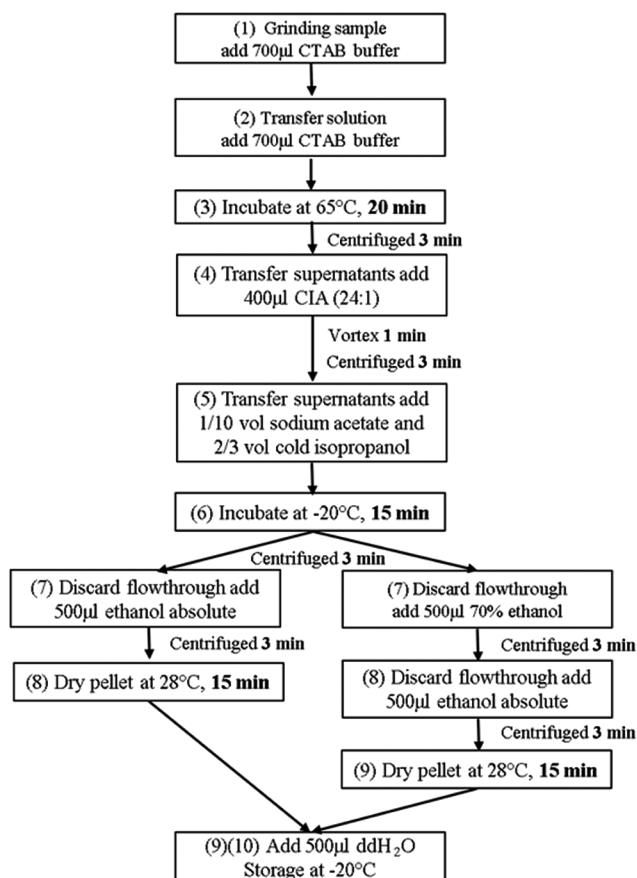 (1) Grinding sample
add 700µl CTAB buffer
(2) Transfer solution
add 700µl CTAB buffer
(3) Incubate at 65°C, 20 min
Centrifuged 3 min
(4) Transfer supernatants add
400µl CIA (24:1)
Vortex 1 min
Centrifuged 3 min
(5) Transfer supernatants add
1/10 vol sodium acetate and
2/3 vol cold isopropanol
(6) Incubate at -20°C, 15 min
Centrifuged 3 min
(7) Discard flowthrough add
500µl ethanol absolute
Centrifuged 3 min
(8) Dry pellet at 28°C, 15 min
(7) Discard flowthrough
add 500µl 70% ethanol
Centrifuged 3 min
(8) Discard flowthrough add
500µl ethanol absolute
Centrifuged 3 min
(9) Dry pellet at 28°C, 15 min
(9)(10) Add 500µl ddH₂O
Storage at -20°C